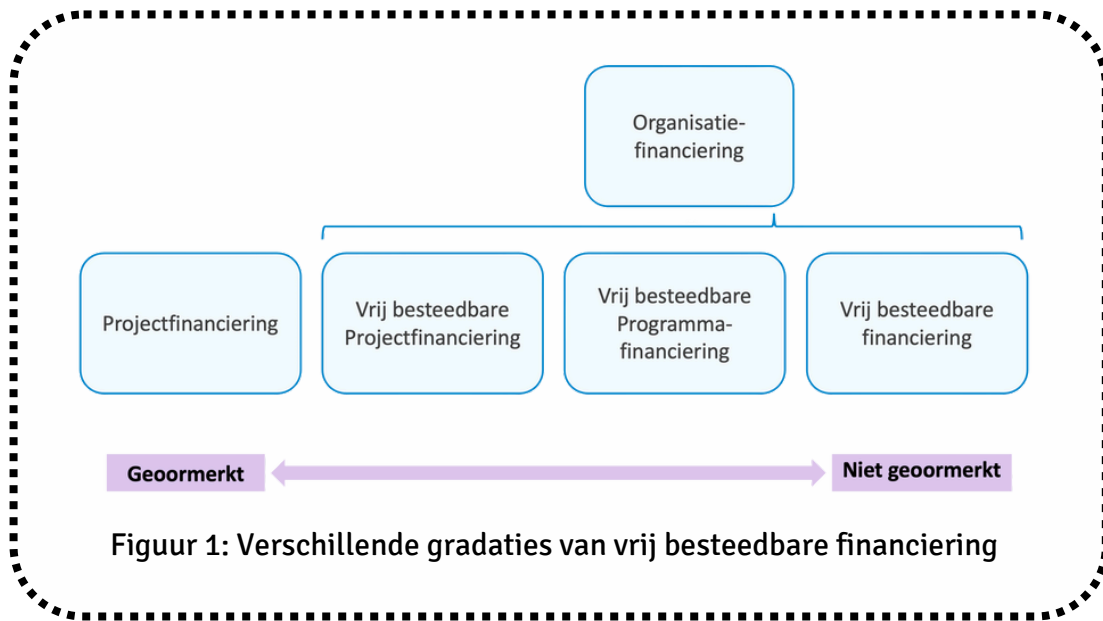 Organisatie-
financiering
Projectfinanciering
Vrij besteedbare
Projectfinanciering
Vrij besteedbare
Programma-
financiering
Vrij besteedbare
financiering
Geoormerkt
Niet geoormerkt
Figuur 1: Verschillende gradaties van vrij besteedbare financiering